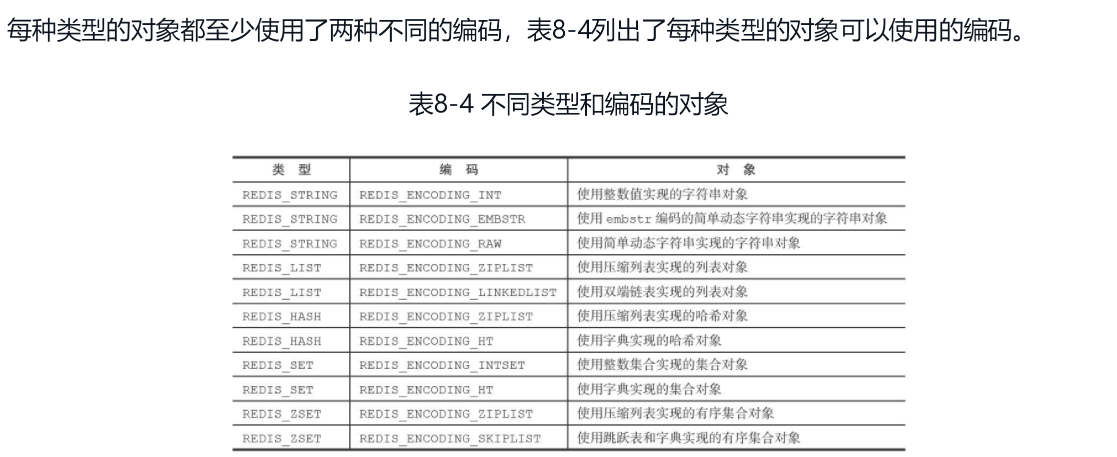 每种类型的对象都至少使用了两种不同的编码，表8-4列出了每种类型的对象可以使用的编码。
表8-4 不同类型和编码的对象
类 型 编 码 对 象
REDIS_STRING REDIS_ENCODING_INT 使用整数值实现的字符串对象
REDIS_STRING REDIS_ENCODING_EMBSTR 使用 embstr 编码的简单动态字符串实现的字符串对象
REDIS_STRING REDIS_ENCODING_RAW 使用简单动态字符串实现的字符串对象
REDIS_LIST REDIS_ENCODING_ZIPLIST 使用压缩列表实现的列表对象
REDIS_LIST REDIS_ENCODING_LINKEDLIST 使用双端链表实现的列表对象
REDIS_HASH REDIS_ENCODING_ZIPLIST 使用压缩列表实现的哈希对象
REDIS_HASH REDIS_ENCODING_HT 使用字典实现的哈希对象
REDIS_SET REDIS_ENCODING_INTSET 使用整数集合实现的集合对象
REDIS_SET REDIS_ENCODING_HT 使用字典实现的集合对象
REDIS_ZSET REDIS_ENCODING_ZIPLIST 使用压缩列表实现的有序集合对象
REDIS_ZSET REDIS_ENCODING_SKIPLIST 使用跳跃表和字典实现的有序集合对象